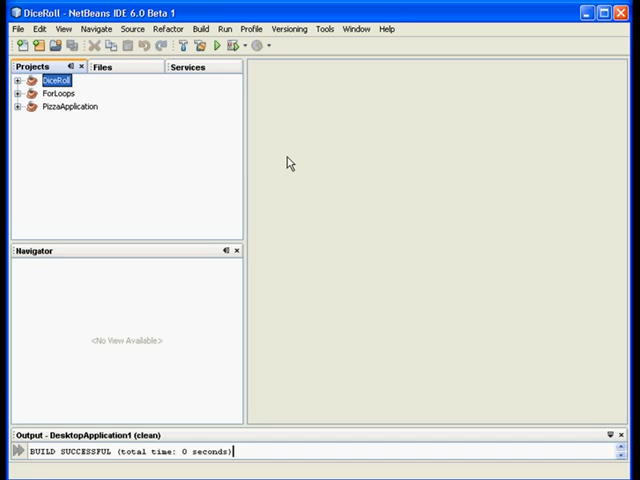 DiceRoll - NetBeans IDE 6.0 Beta 1
File Edit View Navigate Source Refactor Build Run Profile Versioning Tools Window Help
Projects Files Services
DiceRoll
ForLoops
PizzaApplication
Navigator
<No View Available>
Output - DesktopApplication1 (clean)
BUILD SUCCESSFUL (total time: 0 seconds)